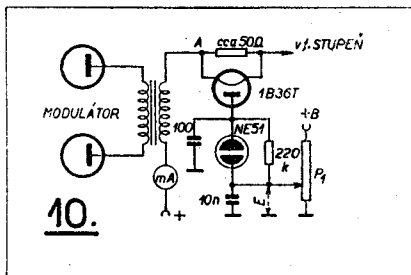 A
cca 50Ω
vf. STUPEŇ
1B36T
MODULÁTOR
+B
100
NE51
220
k
P₁
mA
10n
E
+
10.